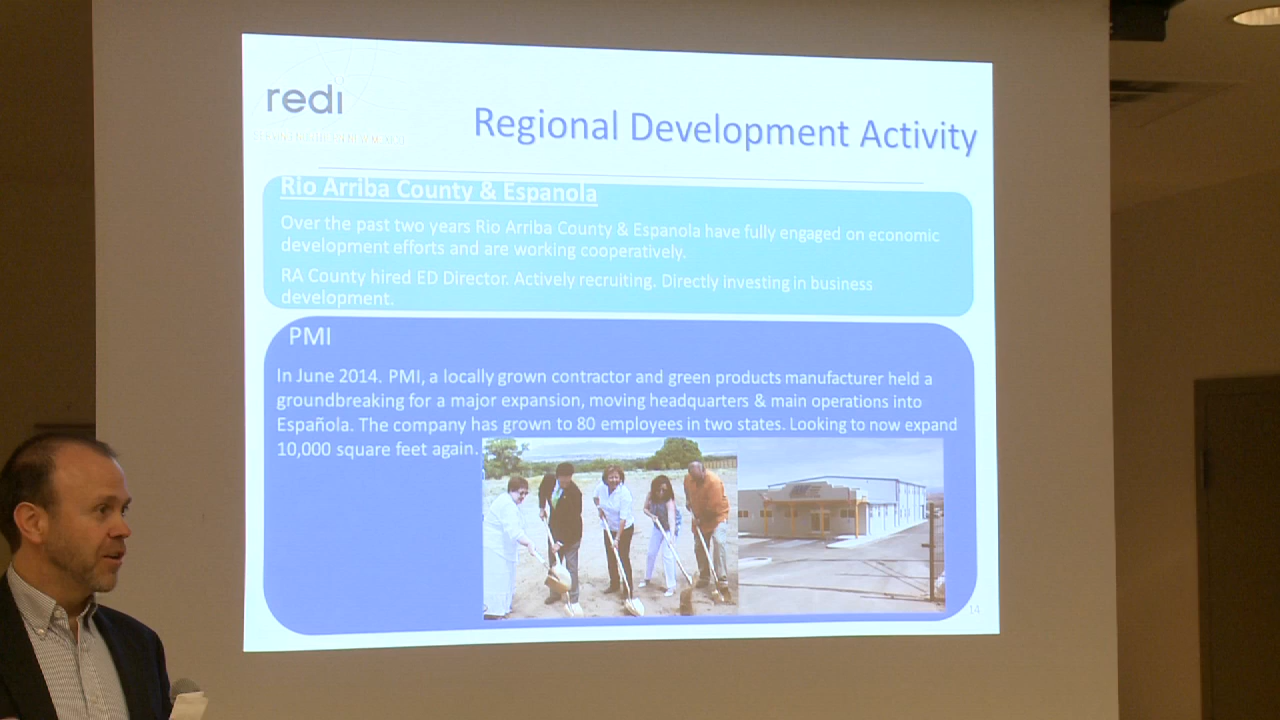 redi
Regional Development Activity
Rio Arriba County & Espanola
Over the past two years Rio Arriba County & Espanola have fully engaged on economic
development efforts and are working cooperatively.
RA County hired ED Director. Actively recruiting. Directly investing in business
development.
PMI
In June 2014. PMI, a locally grown contractor and green products manufacturer held a
groundbreaking for a major expansion, moving headquarters & main operations into
Española. The company has grown to 80 employees in two states. Looking to now expand
10,000 square feet again.
14